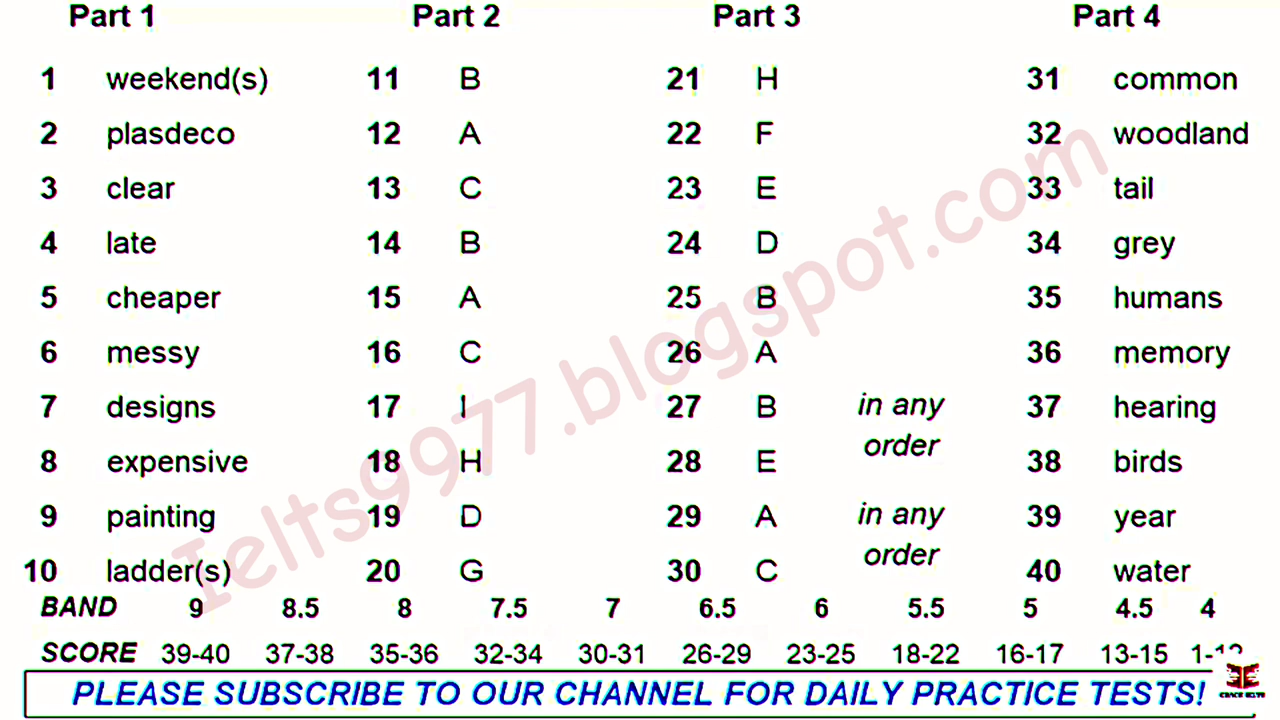 Part 1 Part 2 Part 3 Part 4
1 weekend(s) 11 B 21 H 31 common
2 plasdeco 12 A 22 F 32 woodland
3 clear 13 C 23 E 33 tail
4 late 14 B 24 D 34 grey
5 cheaper 15 A 25 B 35 humans
6 messy 16 C 26 A 36 memory
7 designs 17 I 27 B in any 37 hearing
order
8 expensive 18 H 28 E 38 birds
9 painting 19 D 29 A in any 39 year
order
10 ladder(s) 20 G 30 C 40 water
Ielts9977.blogspot.com
BAND 9 8.5 8 7.5 7 6.5 6 5.5 5 4.5 4
SCORE 39-40 37-38 35-36 32-34 30-31 26-29 23-25 18-22 16-17 13-15
PLEASE SUBSCRIBE TO OUR CHANNEL FOR DAILY PRACTICE TESTS!
CRACK IELTS